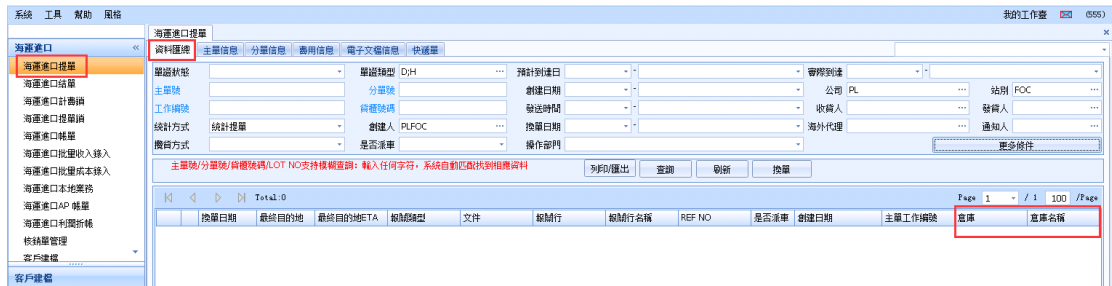 系統 工具 幫助 風格 我的工作臺 (555)
海運進口提單 ×
海運進口 «
資料匯總 主單信息 分單信息 費用信息 電子文檔信息 快遞單
海運進口提單
海運進口結單
海運進口計費銷
海運進口提單銷
海運進口帳單
海運進口批量收入錄入
海運進口批量成本錄入
海運進口本地業務
海運進口AP 帳單
海運進口利潤折帳
核銷單管理
客戶建檔
客戶建檔
單證狀態 單證類型 D;H ... 預計到達日 - 實際到達 -
主單號 分單號 創建日期 - 公司 PL ... 站別 FOC ...
工作編號 貨櫃號碼 發送時間 - 收貨人 ... 發貨人 ...
統計方式 統計提單 創建人 PLFOC ... 換單日期 - 海外代理 ... 通知人 ...
攬貨方式 是否派車 操作部門 更多條件
主單號/分單號/貨櫃號碼/LOT NO支持模糊查詢: 輸入任何字符, 系統自動匹配找到相應資料 列印/匯出 查詢 刷新 換單
Total:0 Page 1 / 1 100 /Page
換單日期 最終目的地 最終目的地ETA 報關類型 文件 報關行 報關行名稱 REF NO 是否派車 創建日期 主單工作編號 倉庫 倉庫名稱